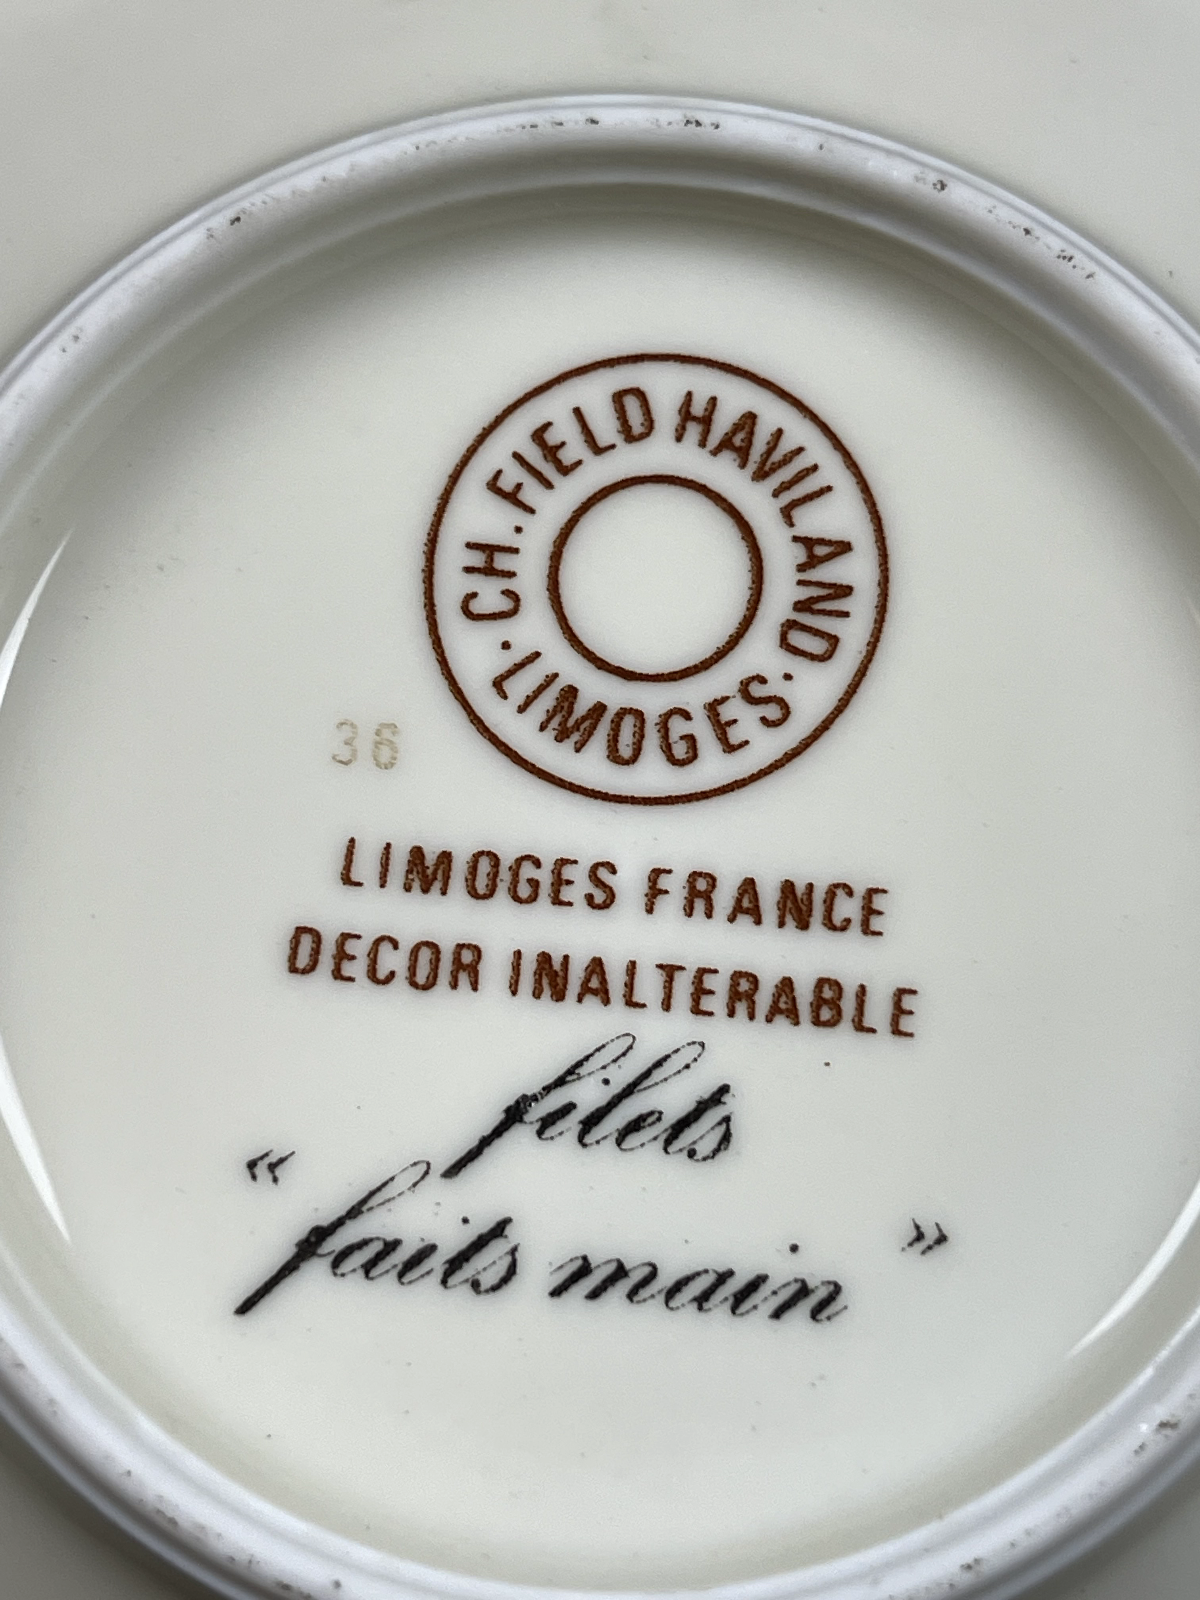 CH. FIELD HAVILAND
· LIMOGES ·
36
LIMOGES FRANCE
DECOR INALTERABLE
filets
« faits main »